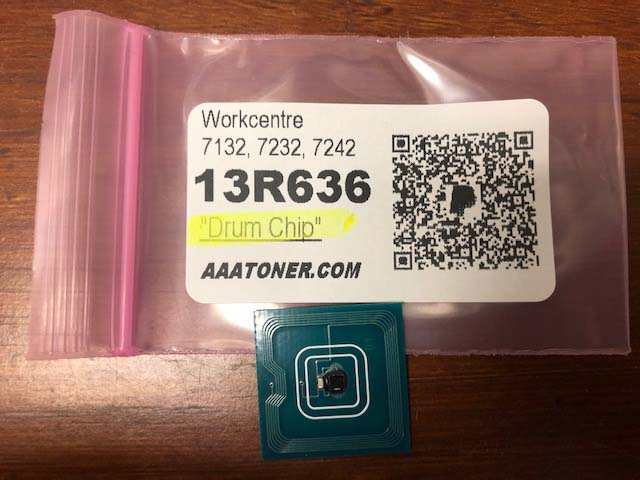 Workcentre
7132, 7232, 7242
13R636
"Drum Chip"
AAATONER.COM